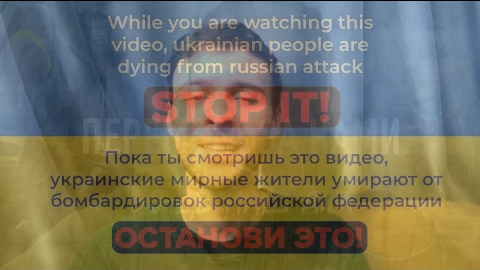 While you are watching this
video, ukrainian people are
dying from russian attack
STOP IT!
Пока ты смотришь это видео,
украинские мирные жители умирают от
бомбардировок российской федерации
ОСТАНОВИ ЭТО!